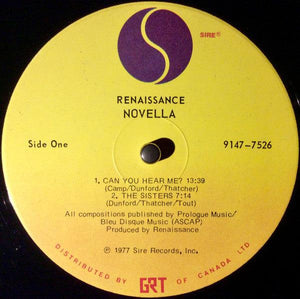 SIRE®
RENAISSANCE
NOVELLA
Side One
9147-7526
1. CAN YOU HEAR ME? 13:39
(Camp/Dunford/Thatcher)
2. THE SISTERS 7:14
(Dunford/Thatcher/Tout)
All compositions published by Prologue Music/
Bleu Disque Music (ASCAP)
Produced by Renaissance
℗ 1977 Sire Records, Inc.
DISTRIBUTED BY GRT OF CANADA LTD